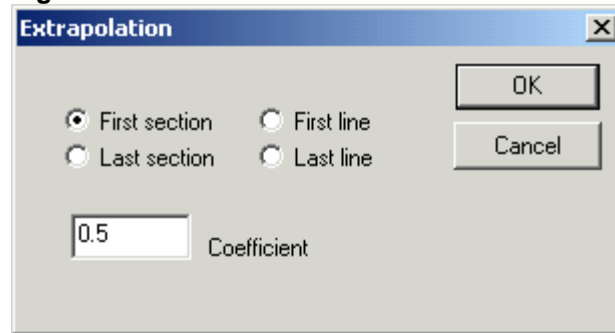 Extrapolation
OK
First section First line
Cancel
Last section Last line
0.5 Coefficient